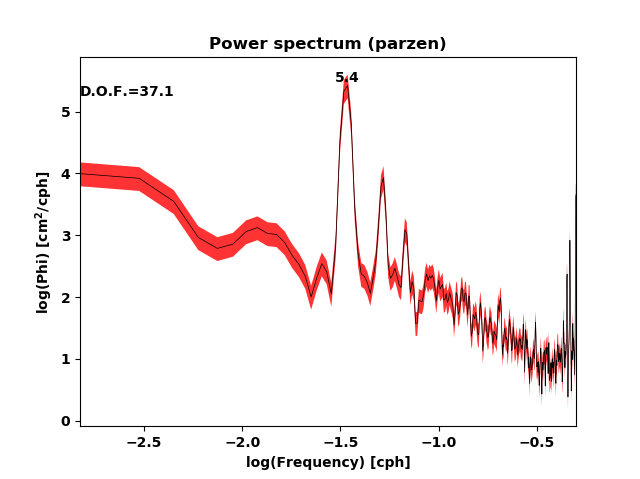 Power spectrum (parzen)
5.4
D.O.F.=37.1
5
4
3
2
1
0
log(Phi) [cm²/cph]
−2.5 −2.0 −1.5 −1.0 −0.5
log(Frequency) [cph]